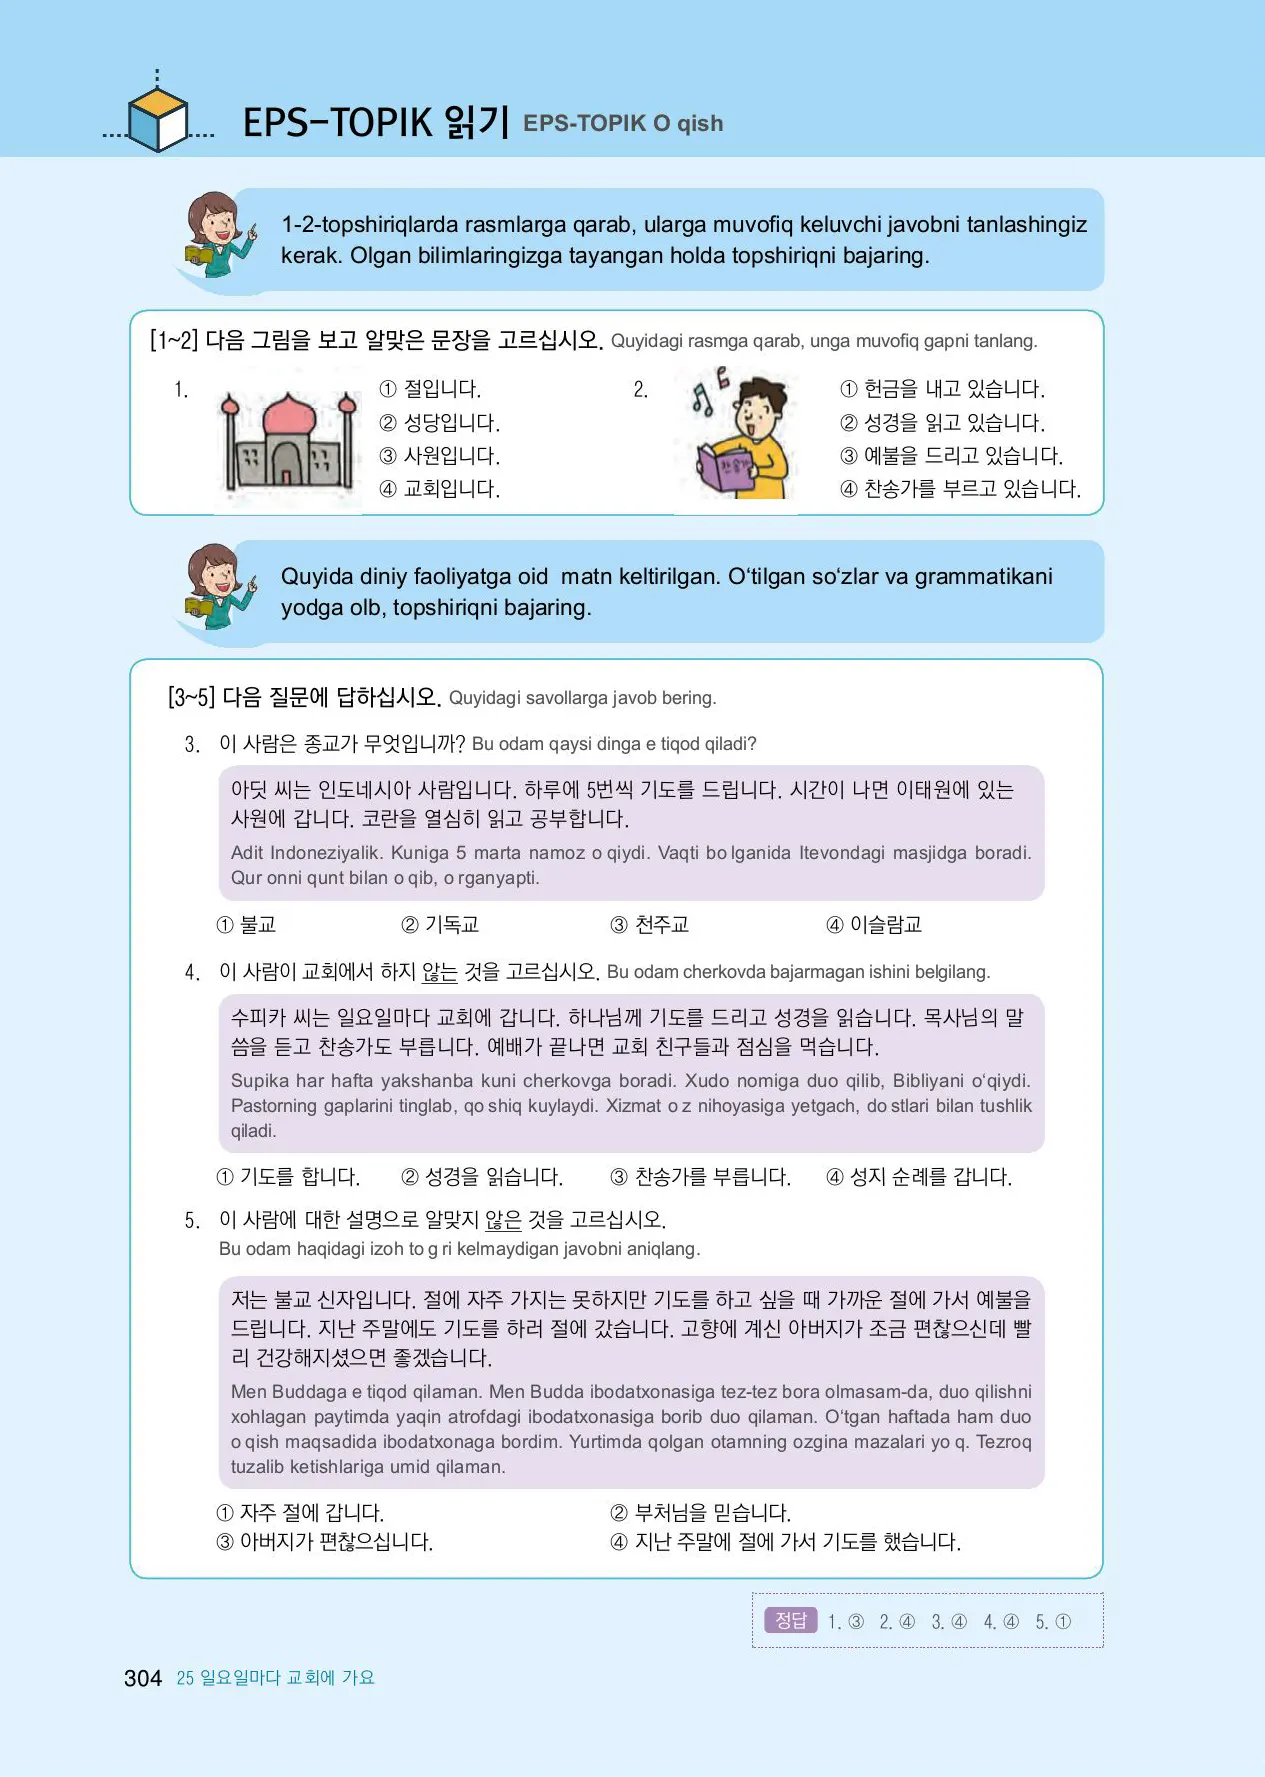 EPS-TOPIK 읽기 EPS-TOPIK O qish
1-2-topshiriqlarda rasmlarga qarab, ularga muvofiq keluvchi javobni tanlashingiz
kerak. Olgan bilimlaringizga tayangan holda topshiriqni bajaring.
[1~2] 다음 그림을 보고 알맞은 문장을 고르십시오. Quyidagi rasmga qarab, unga muvofiq gapni tanlang.
1.
① 절입니다.
② 성당입니다.
③ 사원입니다.
④ 교회입니다.
2.
찬송가
① 헌금을 내고 있습니다.
② 성경을 읽고 있습니다.
③ 예불을 드리고 있습니다.
④ 찬송가를 부르고 있습니다.
Quyida diniy faoliyatga oid matn keltirilgan. O‘tilgan so‘zlar va grammatikani
yodga olb, topshiriqni bajaring.
[3~5] 다음 질문에 답하십시오. Quyidagi savollarga javob bering.
3. 이 사람은 종교가 무엇입니까? Bu odam qaysi dinga e tiqod qiladi?
아딧 씨는 인도네시아 사람입니다. 하루에 5번씩 기도를 드립니다. 시간이 나면 이태원에 있는
사원에 갑니다. 코란을 열심히 읽고 공부합니다.
Adit Indoneziyalik. Kuniga 5 marta namoz o qiydi. Vaqti bo lganida Itevondagi masjidga boradi.
Qur onni qunt bilan o qib, o rganyapti.
① 불교 ② 기독교 ③ 천주교 ④ 이슬람교
4. 이 사람이 교회에서 하지 않는 것을 고르십시오. Bu odam cherkovda bajarmagan ishini belgilang.
수피카 씨는 일요일마다 교회에 갑니다. 하나님께 기도를 드리고 성경을 읽습니다. 목사님의 말
씀을 듣고 찬송가도 부릅니다. 예배가 끝나면 교회 친구들과 점심을 먹습니다.
Supika har hafta yakshanba kuni cherkovga boradi. Xudo nomiga duo qilib, Bibliyani o‘qiydi.
Pastorning gaplarini tinglab, qo shiq kuylaydi. Xizmat o z nihoyasiga yetgach, do stlari bilan tushlik
qiladi.
① 기도를 합니다. ② 성경을 읽습니다. ③ 찬송가를 부릅니다. ④ 성지 순례를 갑니다.
5. 이 사람에 대한 설명으로 알맞지 않은 것을 고르십시오.
Bu odam haqidagi izoh to g ri kelmaydigan javobni aniqlang.
저는 불교 신자입니다. 절에 자주 가지는 못하지만 기도를 하고 싶을 때 가까운 절에 가서 예불을
드립니다. 지난 주말에도 기도를 하러 절에 갔습니다. 고향에 계신 아버지가 조금 편찮으신데 빨
리 건강해지셨으면 좋겠습니다.
Men Buddaga e tiqod qilaman. Men Budda ibodatxonasiga tez-tez bora olmasam-da, duo qilishni
xohlagan paytimda yaqin atrofdagi ibodatxonasiga borib duo qilaman. O‘tgan haftada ham duo
o qish maqsadida ibodatxonaga bordim. Yurtimda qolgan otamning ozgina mazalari yo q. Tezroq
tuzalib ketishlariga umid qilaman.
① 자주 절에 갑니다. ② 부처님을 믿습니다.
③ 아버지가 편찮으십니다. ④ 지난 주말에 절에 가서 기도를 했습니다.
정답 1. ③ 2. ④ 3. ④ 4. ④ 5. ①
304 25 일요일마다 교회에 가요